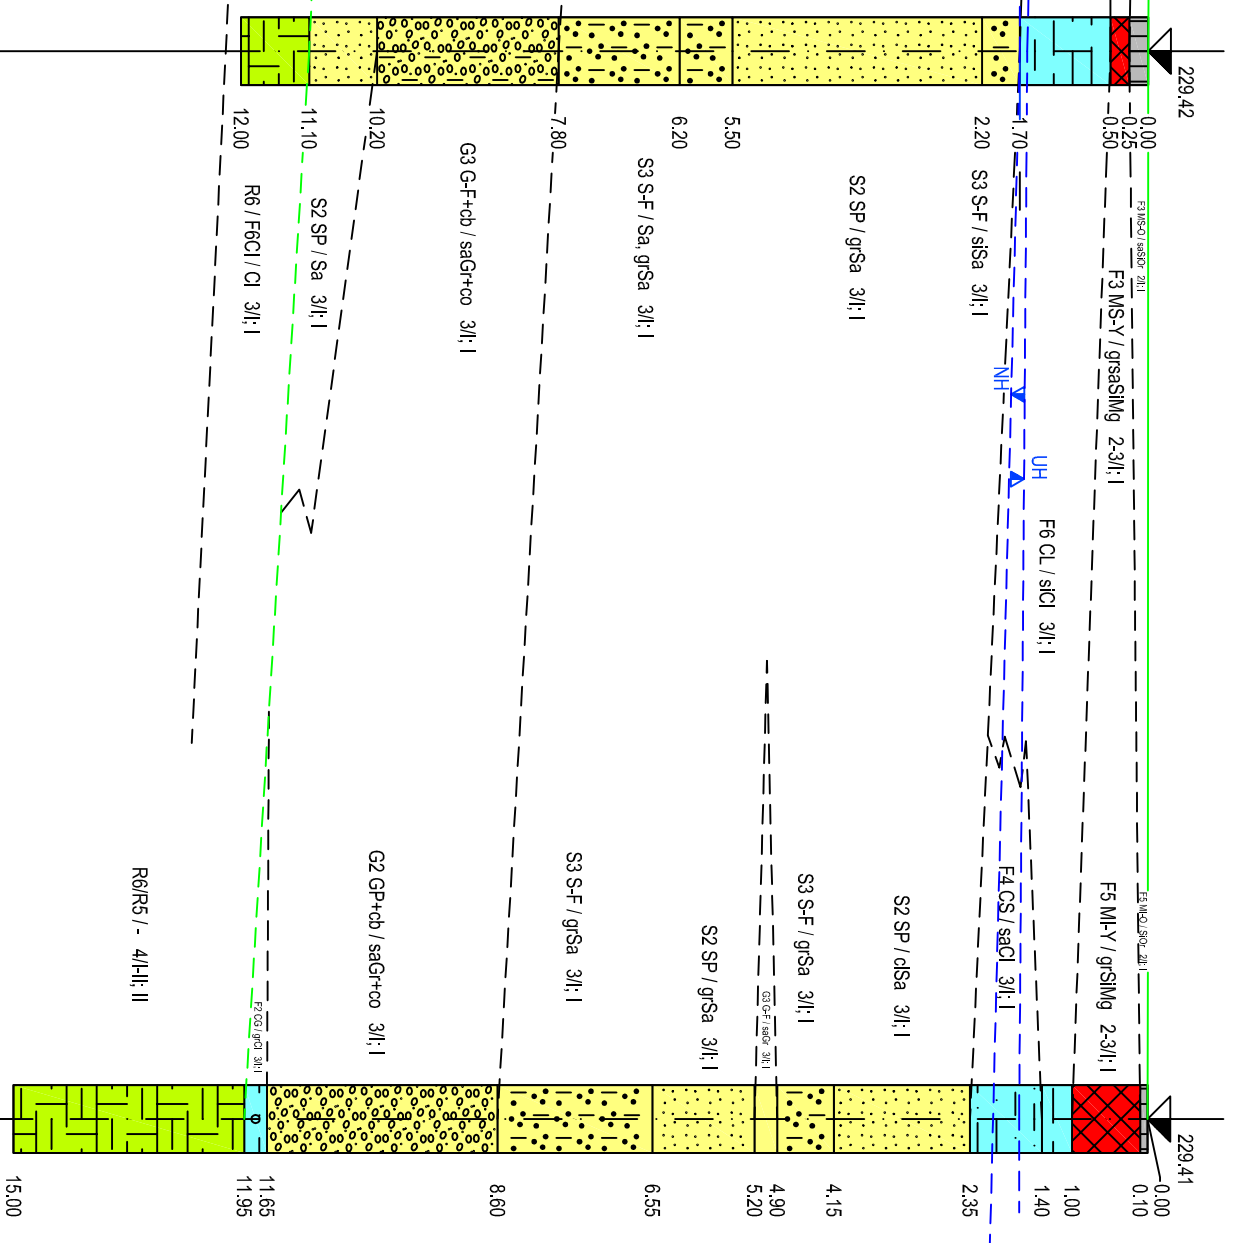 229.42
0.00
0.25
0.50
1.70
2.20
5.50
6.20
7.80
10.20
11.10
12.00
F3 MS-O / saSiOr 2/I; I
F3 MS-Y / grsaSiMg 2-3/I; I
F6 CL / siCl 3/I; I
S3 S-F / siSa 3/I; I
S2 SP / grSa 3/I; I
S3 S-F / Sa, grSa 3/I; I
G3 G-F+cb / saGr+co 3/I; I
S2 SP / Sa 3/I; I
R6 / F6CI / CI 3/I; I
NH
UH
F5 MI-O / SiOr 2/I; I
F5 MI-Y / grSiMg 2-3/I; I
F4 CS / saCl 3/I; I
S2 SP / clSa 3/I; I
S3 S-F / grSa 3/I; I
G3 G-F / saGr 3/I; I
S2 SP / grSa 3/I; I
S3 S-F / grSa 3/I; I
G2 GP+cb / saGr+co 3/I; I
F2 CG / grCl 3/I; I
R6/R5 / - 4/I-II; II
229.41
0.00
0.10
1.00
1.40
2.35
4.15
4.90
5.20
6.55
8.60
11.65
11.95
15.00